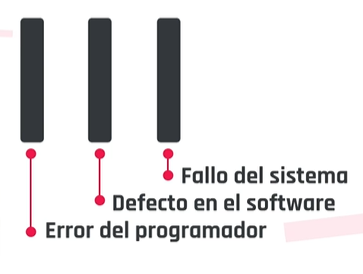 Fallo del sistema
Defecto en el software
Error del programador